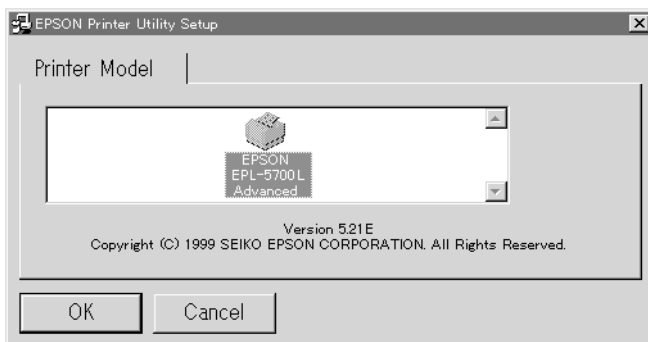 EPSON Printer Utility Setup
Printer Model
EPSON
EPL-5700L
Advanced
Version 5.21E
Copyright (C) 1999 SEIKO EPSON CORPORATION. All Rights Reserved.
OK
Cancel